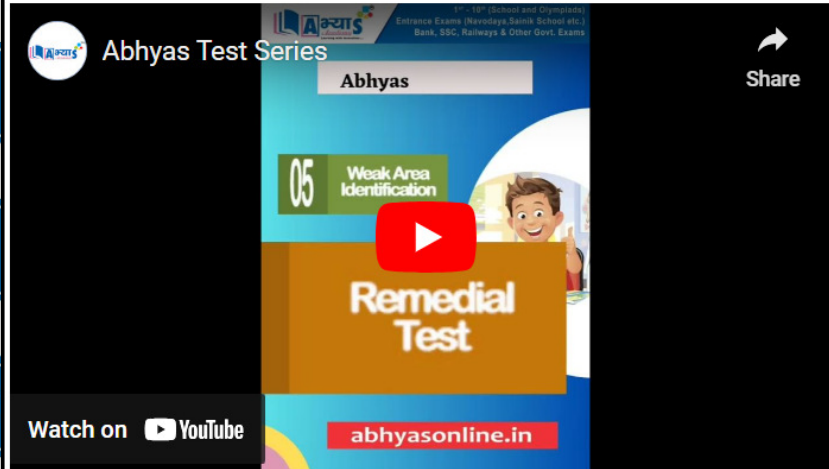 Abhyas Test Series
Share
1st - 10th (School and Olympiads)
Entrance Exams (Navodaya,Sainik School etc.)
Bank, SSC, Railways & Other Govt. Exams
Aभ्याS
Abhyas
05
Weak Area
Identification
Remedial
Test
Watch on YouTube
abhyasonline.in